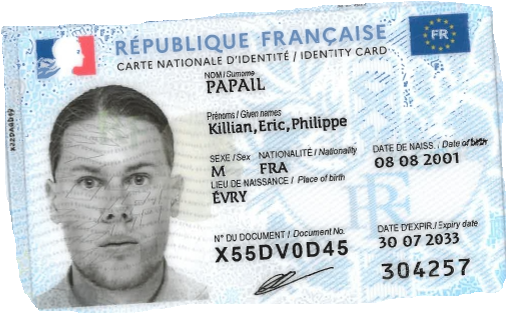 RÉPUBLIQUE FRANÇAISE
FR
CARTE NATIONALE D'IDENTITÉ / IDENTITY CARD
NOM / Surname
PAPAIL
Prénoms / Given names
Killian, Eric, Philippe
SEXE / Sex NATIONALITÉ / Nationality DATE DE NAISS. / Date of birth
M FRA 08 08 2001
LIEU DE NAISSANCE / Place of birth
ÉVRY
N° DU DOCUMENT / Document No. DATE D'EXPIR. / Expiry date
X55DV0D45 30 07 2033
304257